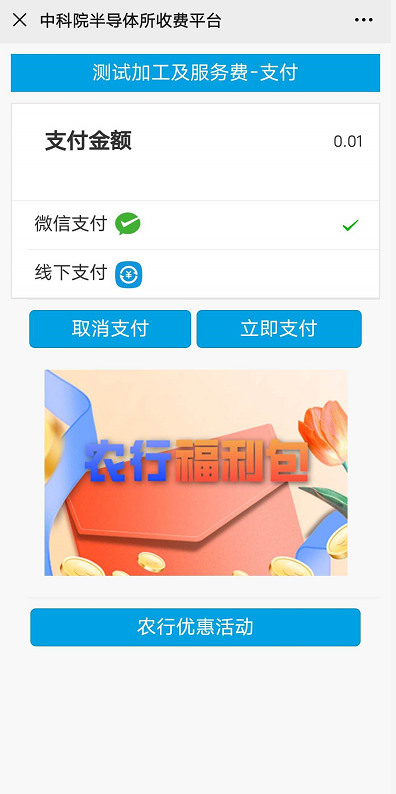 中科院半导体所收费平台
测试加工及服务费-支付
支付金额 0.01
微信支付
线下支付
取消支付 立即支付
农行福利包
农行优惠活动